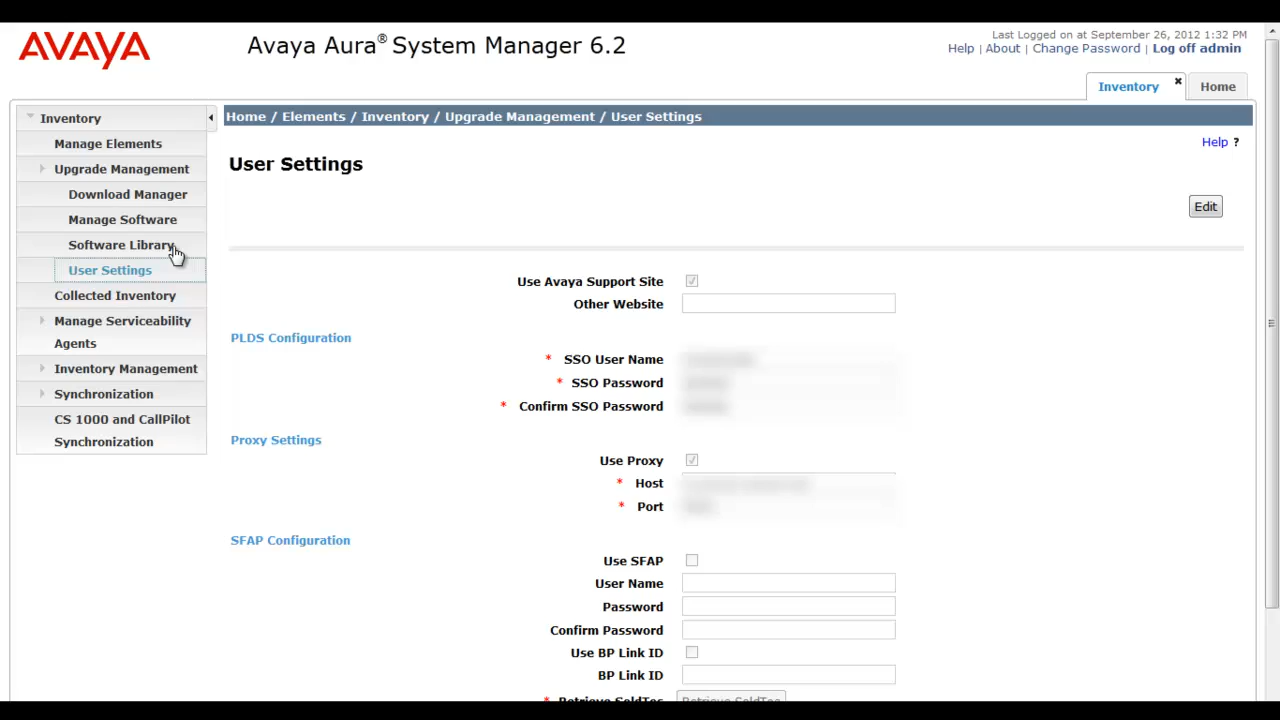 AVAYA
Avaya Aura® System Manager 6.2
Last Logged on at September 26, 2012 1:32 PM
Help | About | Change Password | Log off admin
Inventory
Home
Inventory
Manage Elements
Upgrade Management
Download Manager
Manage Software
Software Library
User Settings
Collected Inventory
Manage Serviceability
Agents
Inventory Management
Synchronization
CS 1000 and CallPilot
Synchronization
Home / Elements / Inventory / Upgrade Management / User Settings
Help ?
User Settings
Edit
Use Avaya Support Site
Other Website
PLDS Configuration
* SSO User Name
* SSO Password
* Confirm SSO Password
Proxy Settings
Use Proxy
* Host
* Port
SFAP Configuration
Use SFAP
User Name
Password
Confirm Password
Use BP Link ID
BP Link ID
* Retrieve SoldTos Retrieve SoldTos